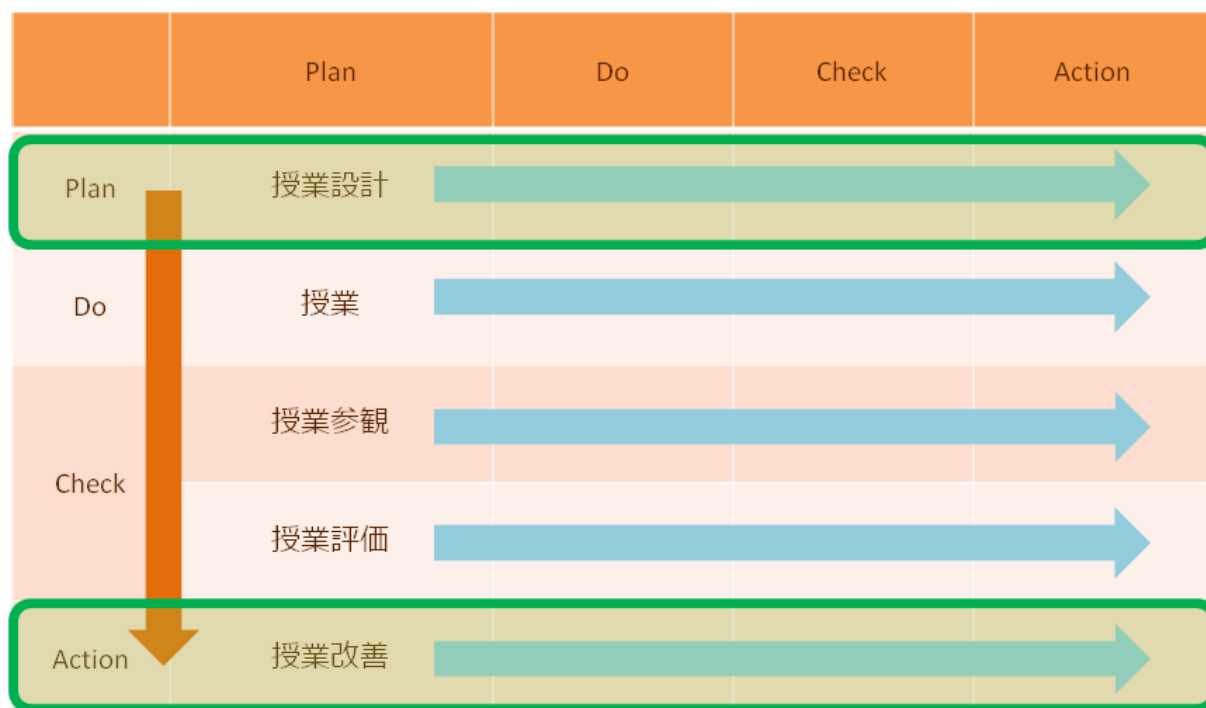 Plan
Do
Check
Action
Plan
授業設計
Do
授業
Check
授業参観
授業評価
Action
授業改善